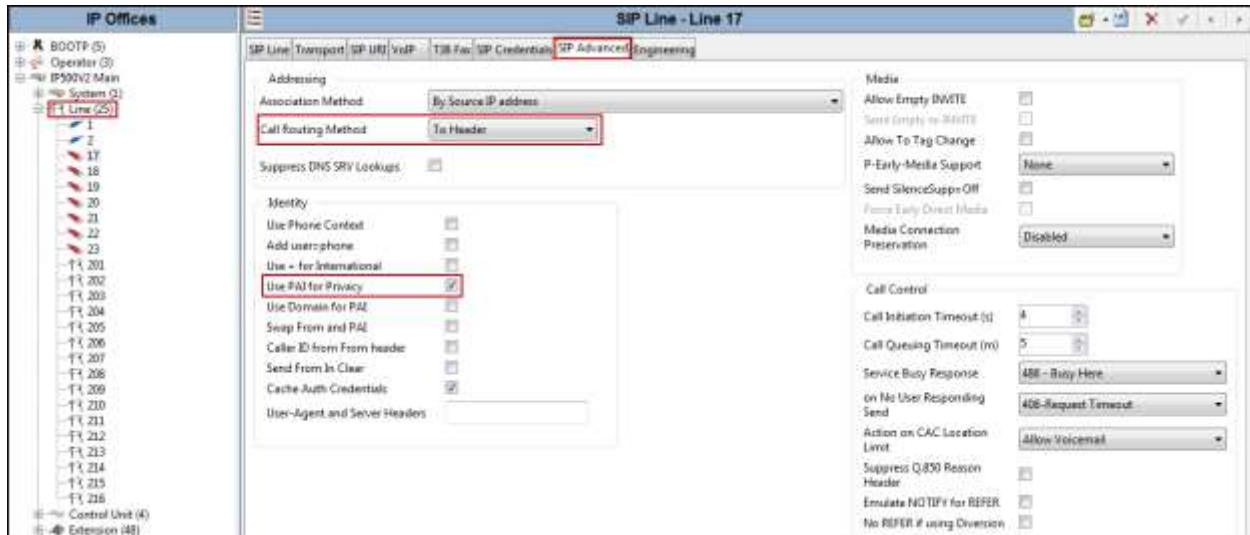 IP Offices
BOOTP (5)
Operator (3)
IP500V2 Main
System (1)
Line (25)
1
2
17
18
19
20
21
22
23
201
202
203
204
205
206
207
208
209
210
211
212
213
214
215
216
Control Unit (4)
Extension (48)
SIP Line - Line 17
SIP Line
Transport
SIP URI
VoIP
T38 Fax
SIP Credentials
SIP Advanced
Engineering
Addressing
Association Method
By Source IP address
Call Routing Method
To Header
Suppress DNS SRV Lookups
Identity
Use Phone Context
Add user=phone
Use + for International
Use PAI for Privacy
Use Domain for PAI
Swap From and PAI
Caller ID from From header
Send From In Clear
Cache Auth Credentials
User-Agent and Server Headers
Media
Allow Empty INVITE
Send Empty re-INVITE
Allow To Tag Change
P-Early-Media Support
None
Send SilenceSupp=Off
Force Early Direct Media
Media Connection
Preservation
Disabled
Call Control
Call Initiation Timeout (s)
4
Call Queuing Timeout (m)
5
Service Busy Response
486 - Busy Here
on No User Responding
Send
408-Request Timeout
Action on CAC Location
Limit
Allow Voicemail
Suppress Q.850 Reason
Header
Emulate NOTIFY for REFER
No REFER if using Diversion